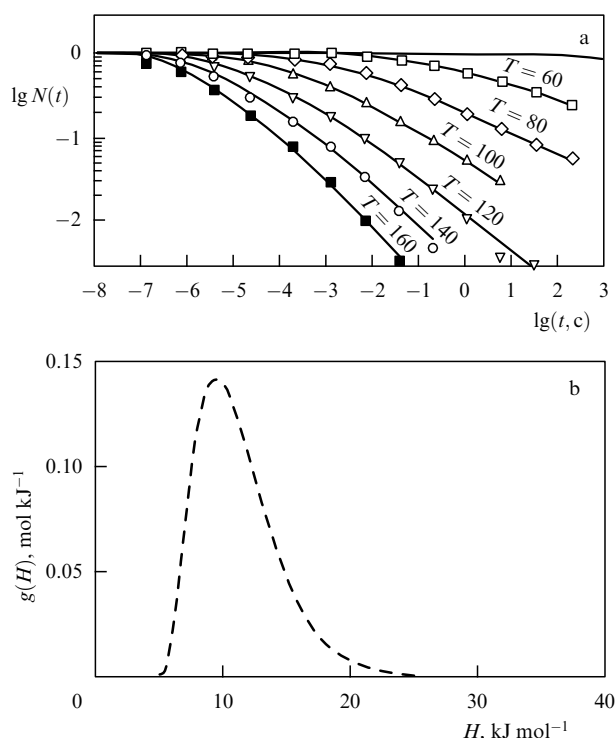 a
0
lg N(t)
−1
−2
T = 60
T = 80
T = 100
T = 120
T = 140
T = 160
−8 −7 −6 −5 −4 −3 −2 −1 0 1 2 3
lg(t, c)
b
0.15
0.10
0.05
g(H), mol kJ⁻¹
0 10 20 30 40
H, kJ mol⁻¹